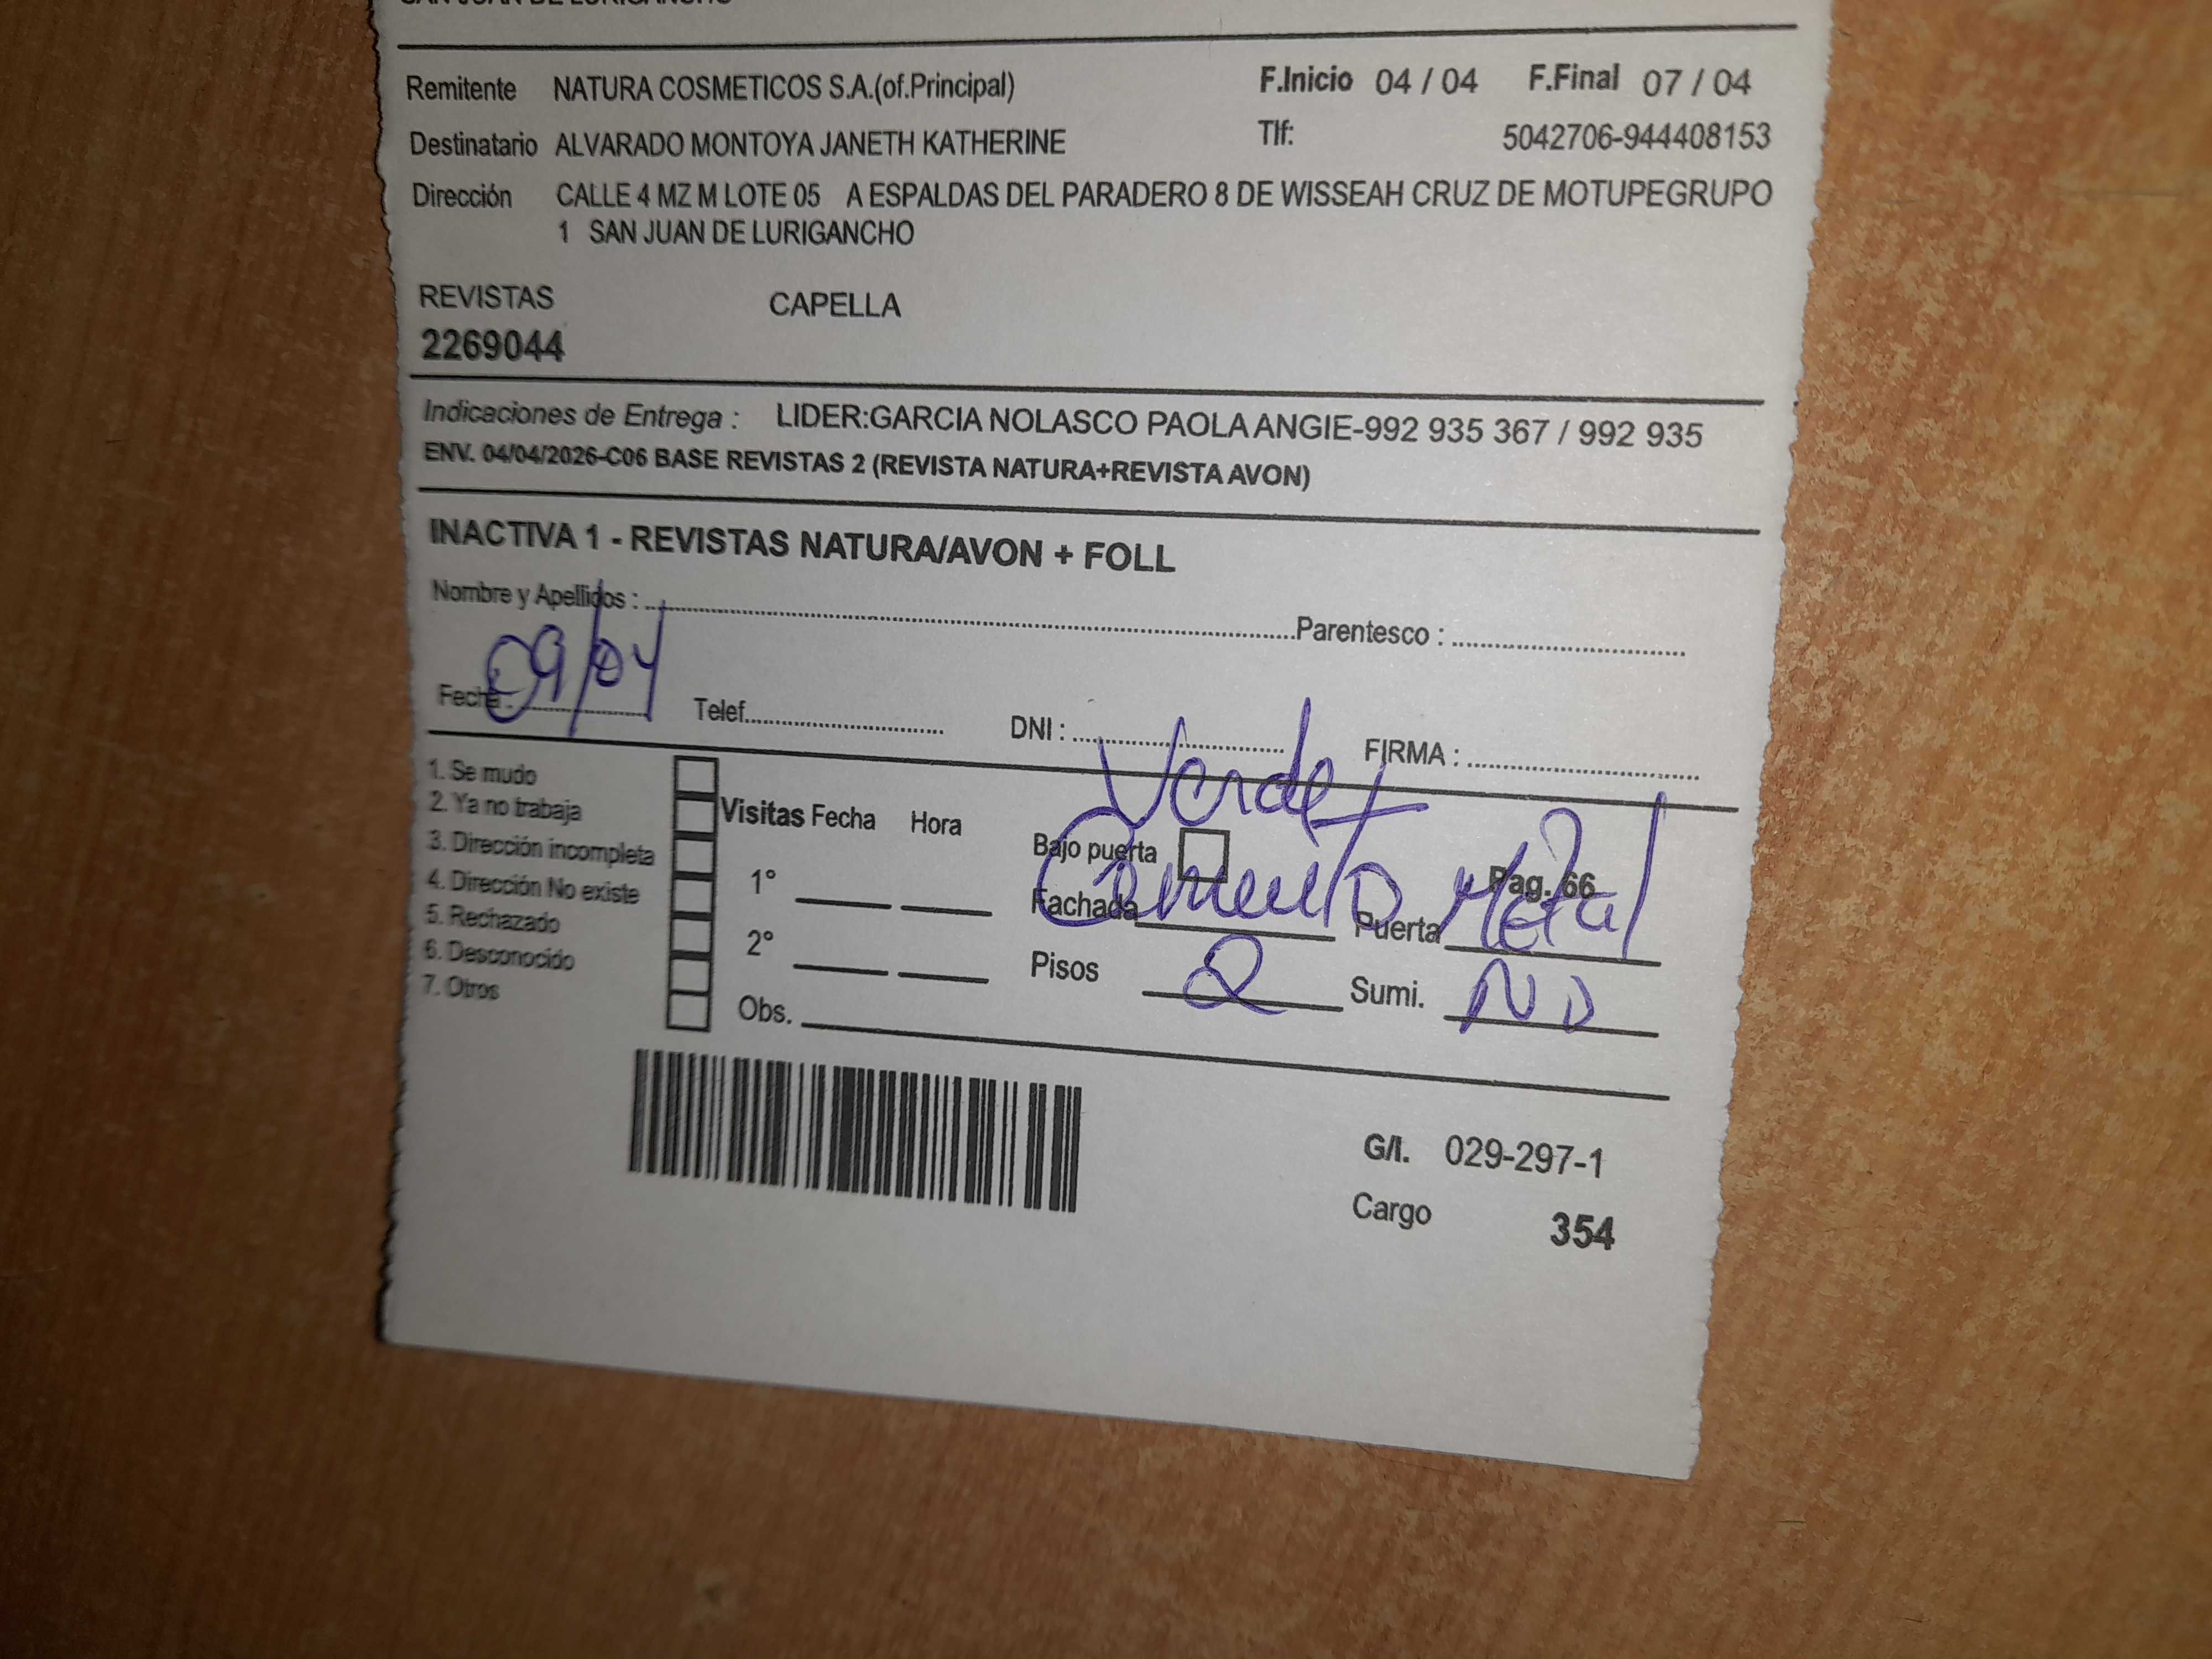 SAN JUAN DE LURIGANCHO
Remitente NATURA COSMETICOS S.A.(of.Principal) F.Inicio 04 / 04 F.Final 07 / 04
Destinatario ALVARADO MONTOYA JANETH KATHERINE Tlf: 5042706-944408153
Dirección CALLE 4 MZ M LOTE 05 A ESPALDAS DEL PARADERO 8 DE WISSEAH CRUZ DE MOTUPEGRUPO
1 SAN JUAN DE LURIGANCHO
REVISTAS CAPELLA
2269044
Indicaciones de Entrega : LIDER:GARCIA NOLASCO PAOLA ANGIE-992 935 367 / 992 935
ENV. 04/04/2026-C06 BASE REVISTAS 2 (REVISTA NATURA+REVISTA AVON)
INACTIVA 1 - REVISTAS NATURA/AVON + FOLL
Nombre y Apellidos : Parentesco :
Fecha : 09/04 Telef. DNI : FIRMA :
1. Se mudo
2. Ya no trabaja
3. Dirección incompleta
4. Dirección No existe
5. Rechazado
6. Desconocido
7. Otros
Visitas Fecha Hora
1°
2°
Obs.
Verde
Bajo puerta Pag. 66
Fachada Cemento Puerta Metal
Pisos 2 Sumi. ND
G/I. 029-297-1
Cargo 354